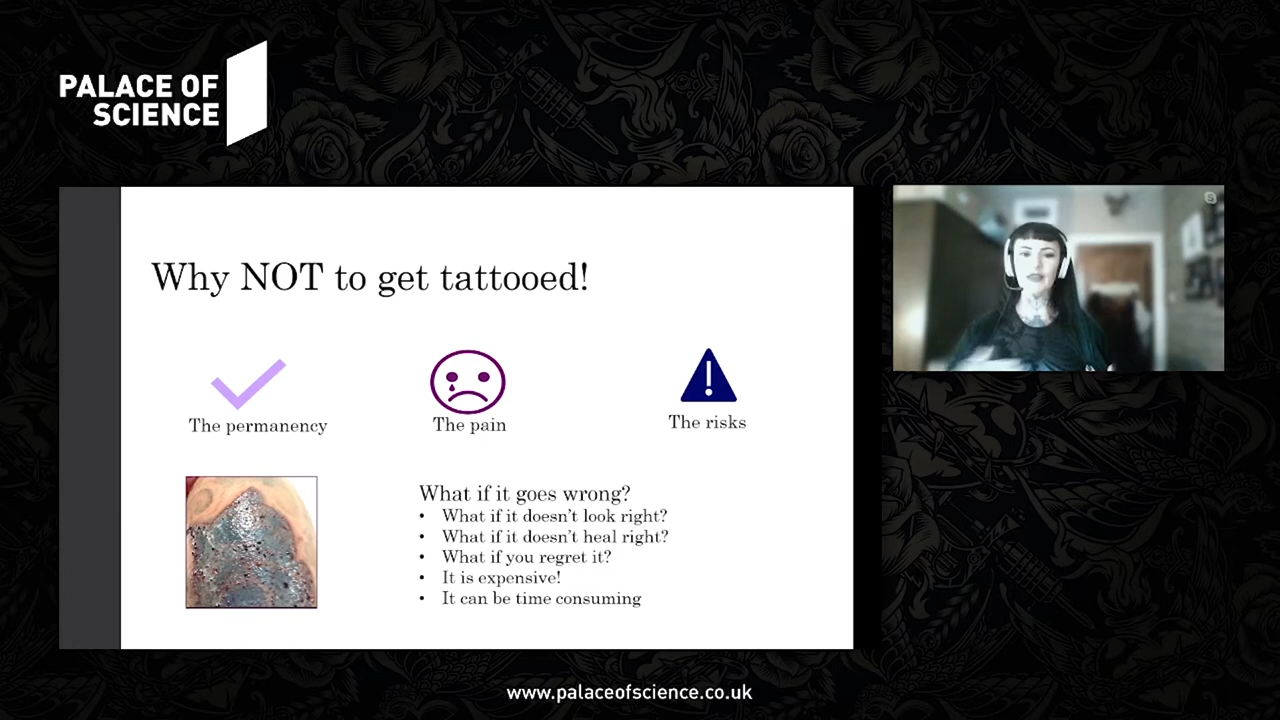 PALACE OF
SCIENCE
Why NOT to get tattooed!
The permanency
The pain
The risks
What if it goes wrong?
• What if it doesn't look right?
• What if it doesn't heal right?
• What if you regret it?
• It is expensive!
• It can be time consuming
www.palaceofscience.co.uk